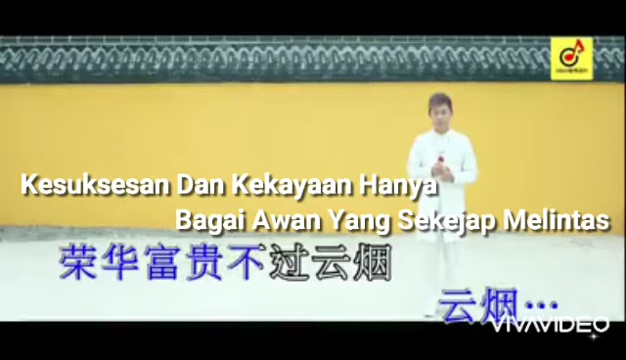 Kesuksesan Dan Kekayaan Hanya
Bagai Awan Yang Sekejap Melintas
荣华富贵不过云烟
云烟…
VIVAVIDEO